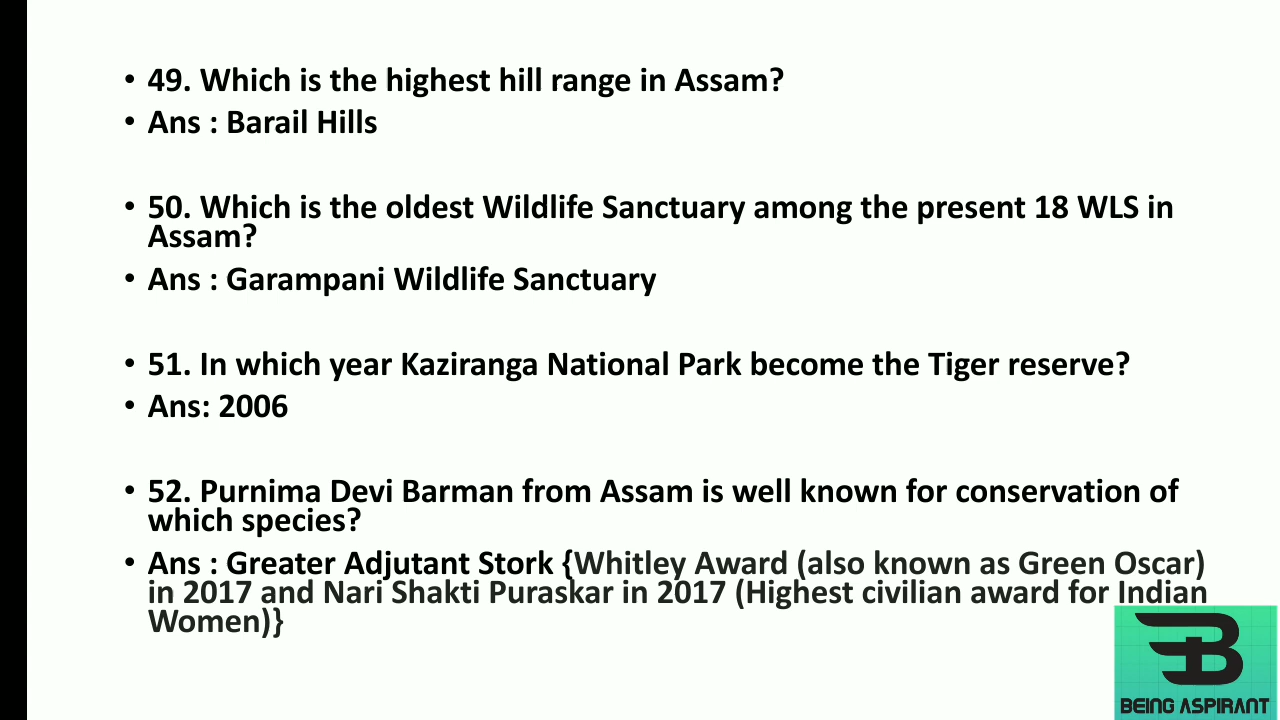 • 49. Which is the highest hill range in Assam?
• Ans : Barail Hills
• 50. Which is the oldest Wildlife Sanctuary among the present 18 WLS in
Assam?
• Ans : Garampani Wildlife Sanctuary
• 51. In which year Kaziranga National Park become the Tiger reserve?
• Ans: 2006
• 52. Purnima Devi Barman from Assam is well known for conservation of
which species?
• Ans : Greater Adjutant Stork {Whitley Award (also known as Green Oscar)
in 2017 and Nari Shakti Puraskar in 2017 (Highest civilian award for Indian
Women)}
BEING ASPIRANT